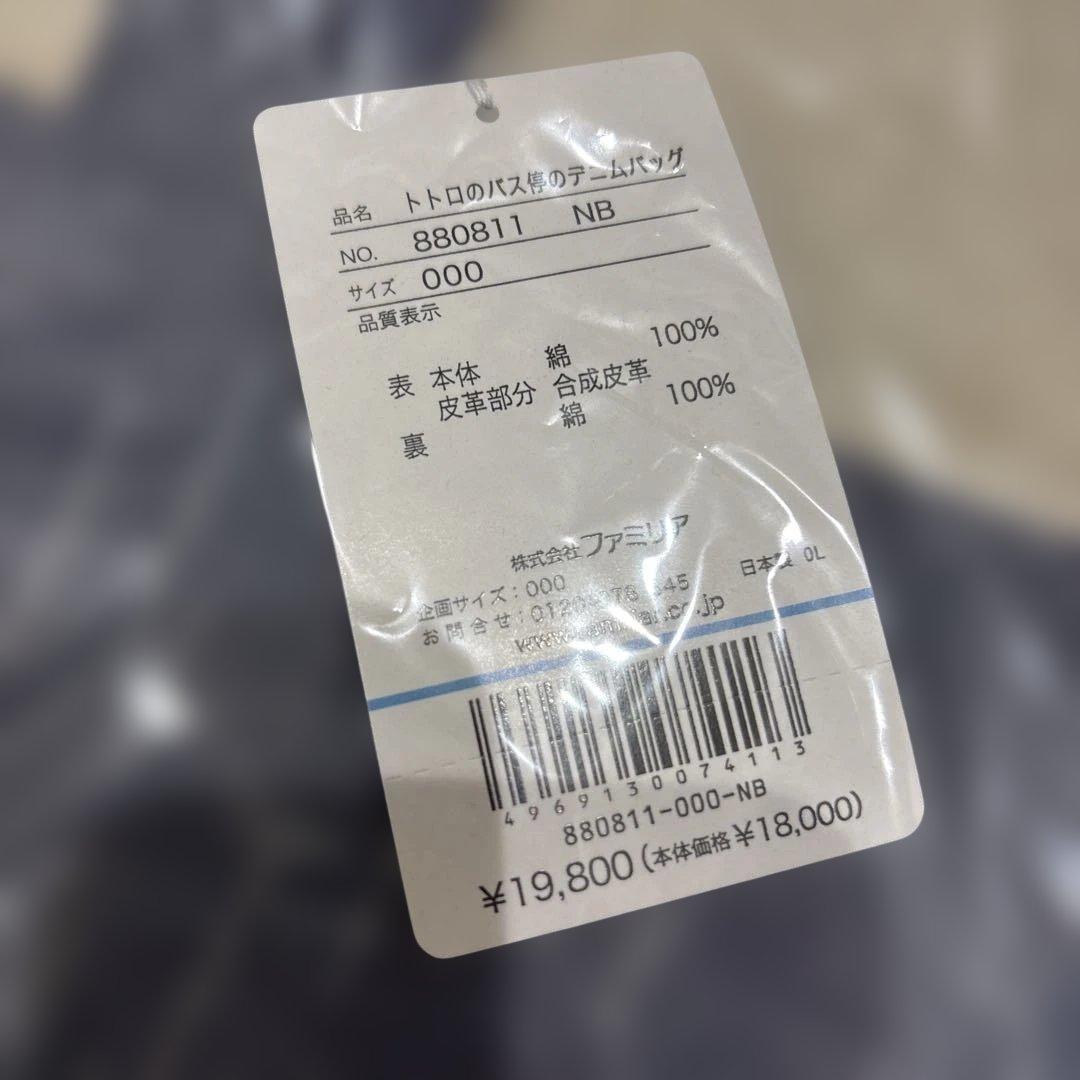 品名 トトロのバス停のデニムバッグ
NO. 880811 NB
サイズ 000
品質表示
表 本体 綿 100%
皮革部分 合成皮革
裏 綿 100%
株式会社ファミリア
日本製 0L
企画サイズ:000
お問合せ:
4969130074113
880811-000-NB
¥19,800(本体価格¥18,000)